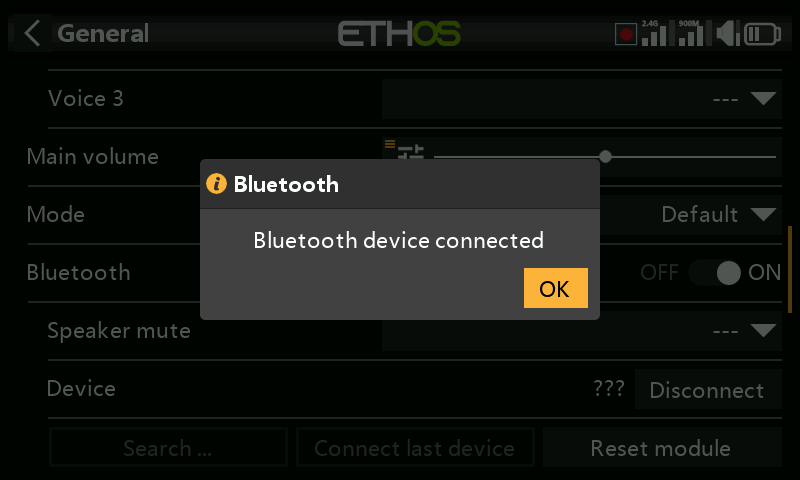 General
ETHOS
2.4G
900M
Voice 3
---
Main volume
Mode
Default
Bluetooth
Bluetooth device connected
OK
Bluetooth
OFF
ON
Speaker mute
---
Device
???
Disconnect
Search ...
Connect last device
Reset module